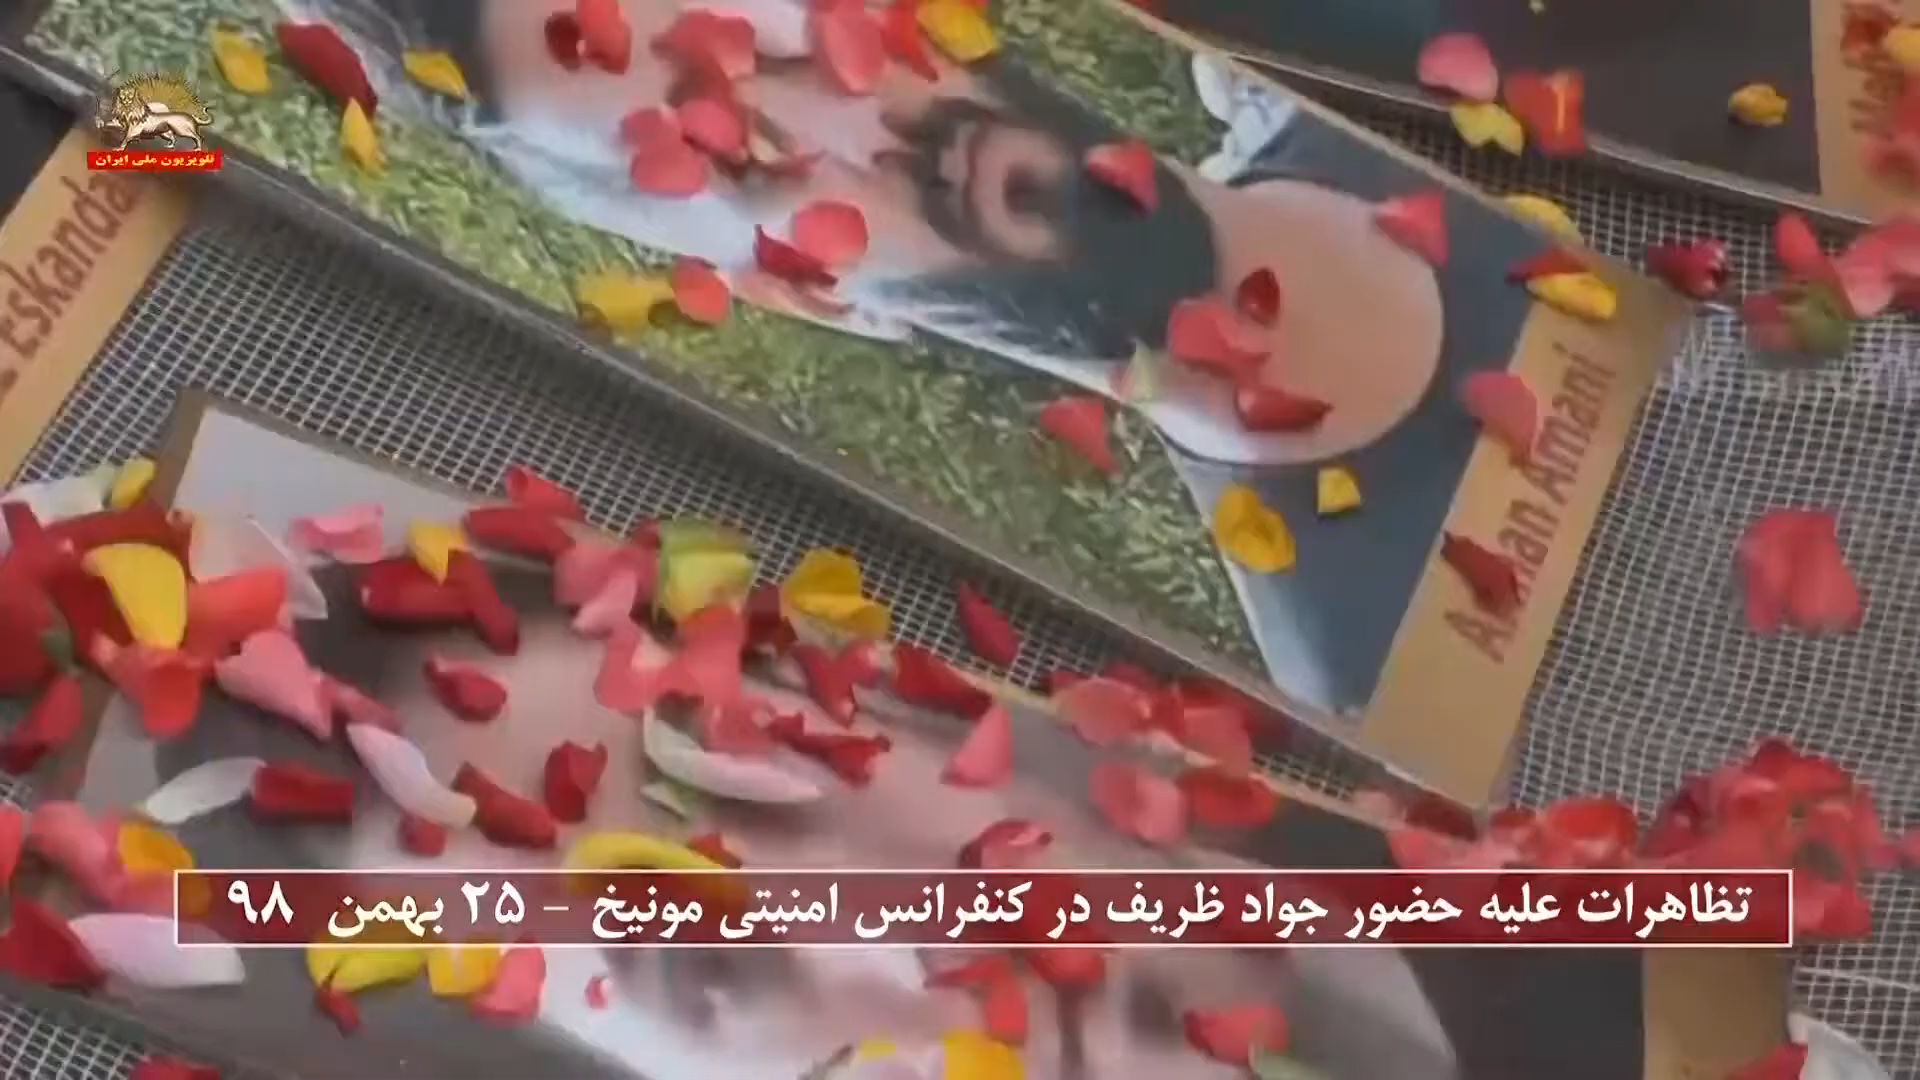 تلویزیون ملی ایران
Eskanda
Amani
تظاهرات علیه حضور جواد ظریف در کنفرانس امنیتی مونیخ – ۲۵ بهمن ۹۸